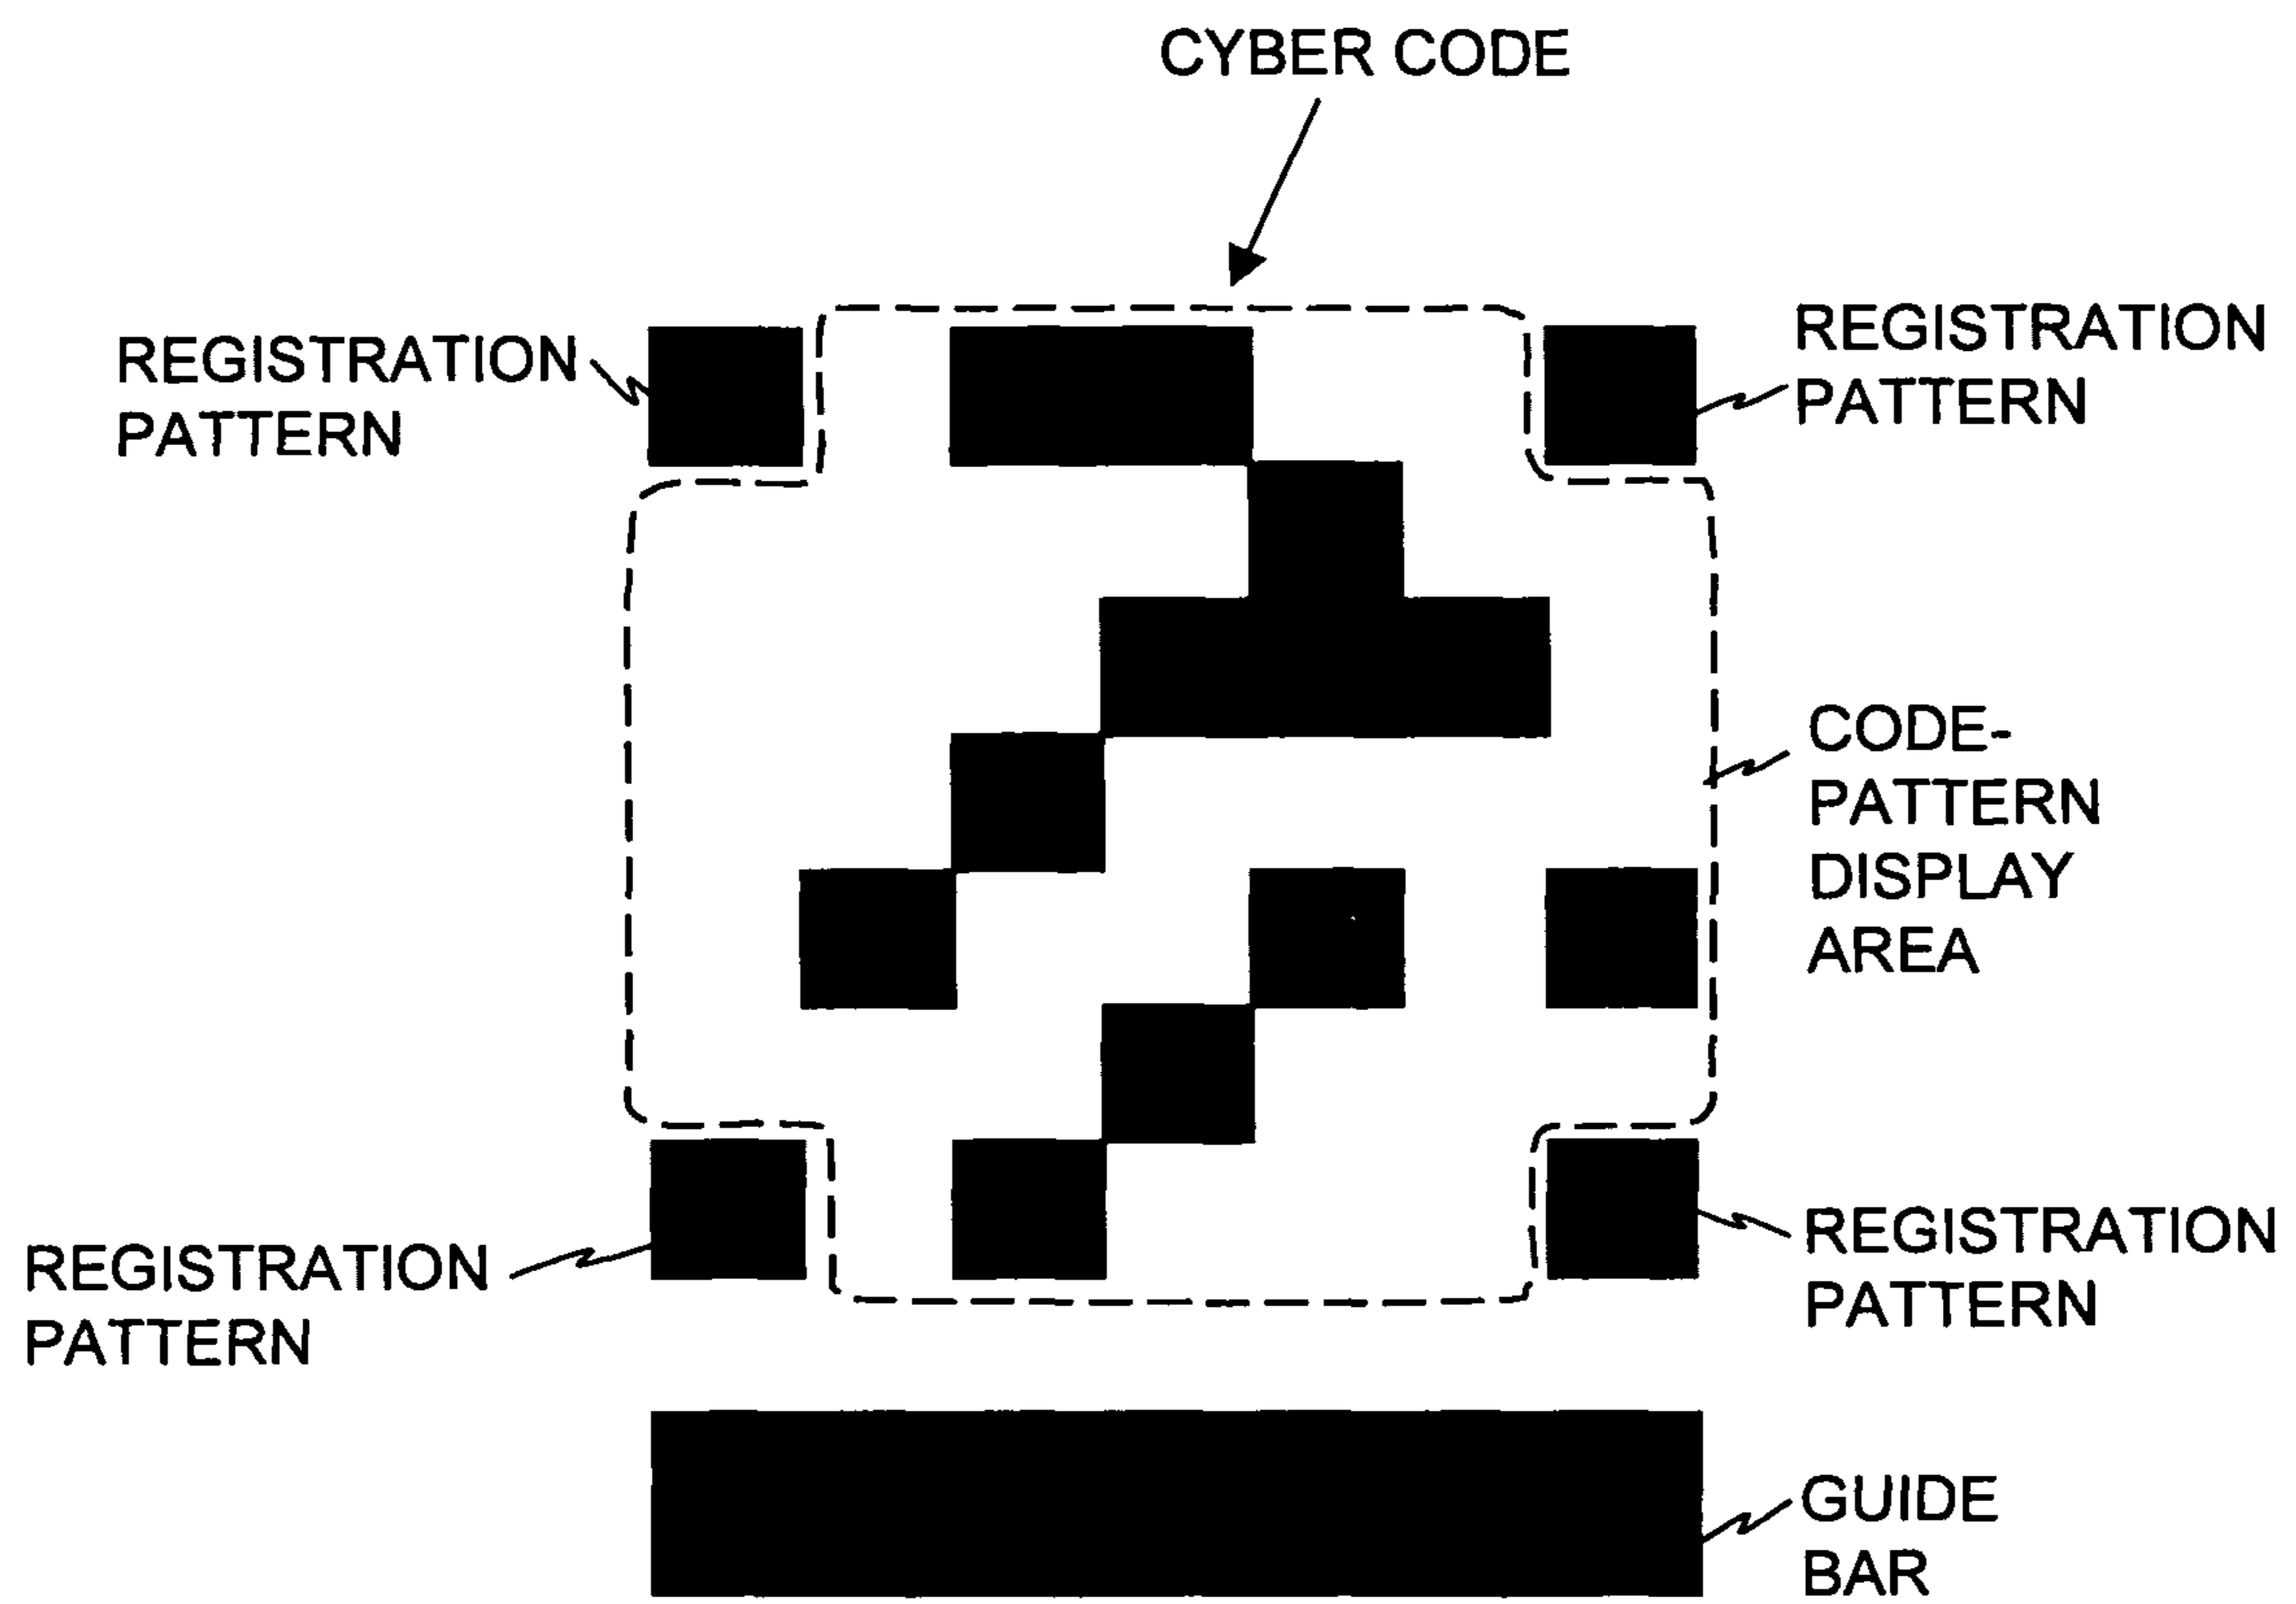 CYBER CODE
REGISTRATION
PATTERN
REGISTRATION
PATTERN
CODE-
PATTERN
DISPLAY
AREA
REGISTRATION
PATTERN
REGISTRATION
PATTERN
GUIDE
BAR